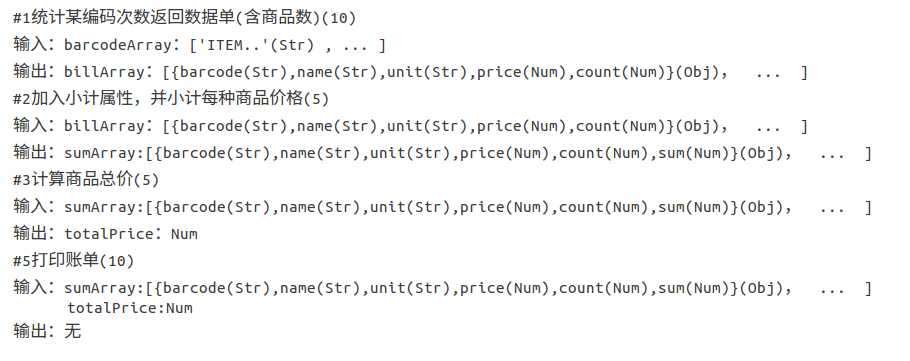 #1统计某编码次数返回数据单(含商品数)(10)
输入：barcodeArray：['ITEM..'(Str) , ... ]
输出：billArray：[{barcode(Str),name(Str),unit(Str),price(Num),count(Num)}(Obj)， ... ]
#2加入小计属性，并小计每种商品价格(5)
输入：billArray：[{barcode(Str),name(Str),unit(Str),price(Num),count(Num)}(Obj)， ... ]
输出：sumArray:[{barcode(Str),name(Str),unit(Str),price(Num),count(Num),sum(Num)}(Obj)， ... ]
#3计算商品总价(5)
输入：sumArray:[{barcode(Str),name(Str),unit(Str),price(Num),count(Num),sum(Num)}(Obj)， ... ]
输出：totalPrice：Num
#5打印账单(10)
输入：sumArray:[{barcode(Str),name(Str),unit(Str),price(Num),count(Num),sum(Num)}(Obj)， ... ]
totalPrice:Num
输出：无